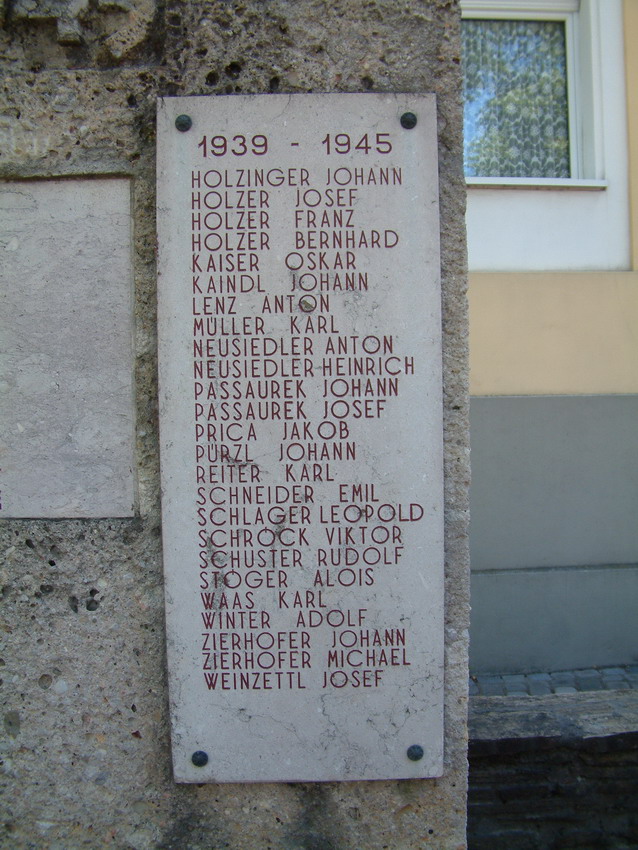 1939 - 1945
HOLZINGER JOHANN
HOLZER JOSEF
HOLZER FRANZ
HOLZER BERNHARD
KAISER OSKAR
KAINDL JOHANN
LENZ ANTON
MÜLLER KARL
NEUSIEDLER ANTON
NEUSIEDLER HEINRICH
PASSAUREK JOHANN
PASSAUREK JOSEF
PRICA JAKOB
PÜRZL JOHANN
REITER KARL
SCHNEIDER EMIL
SCHLAGER LEOPOLD
SCHROCK VIKTOR
SCHUSTER RUDOLF
STÖGER ALOIS
WAAS KARL
WINTER ADOLF
ZIERHOFER JOHANN
ZIERHOFER MICHAEL
WEINZETTL JOSEF